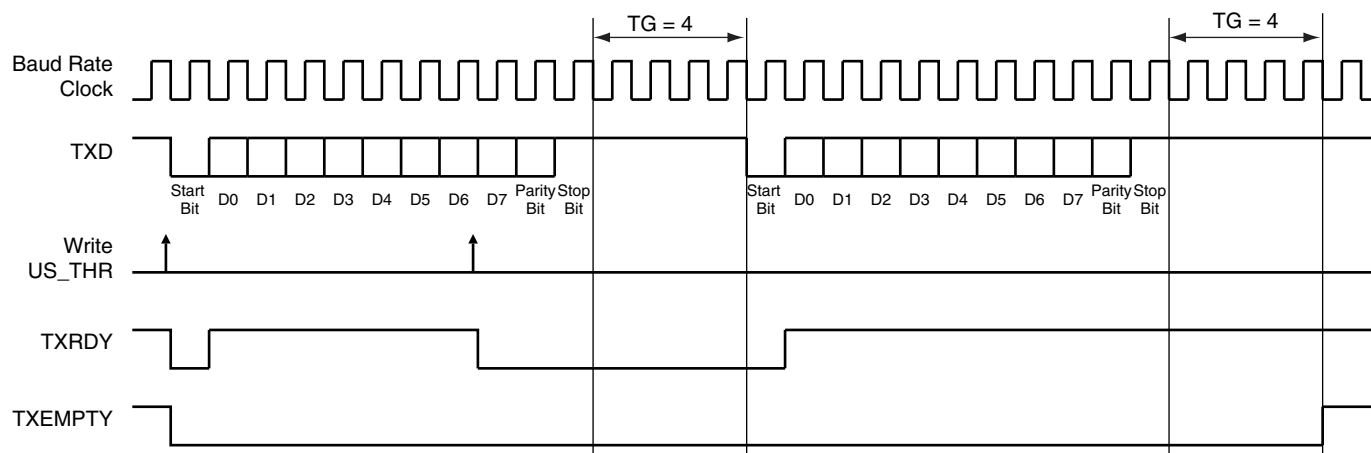 TG = 4
TG = 4
Baud Rate
Clock
TXD
Start
Bit
D0
D1
D2
D3
D4
D5
D6
D7
Parity
Bit
Stop
Bit
Start
Bit
D0
D1
D2
D3
D4
D5
D6
D7
Parity
Bit
Stop
Bit
Write
US_THR
TXRDY
TXEMPTY